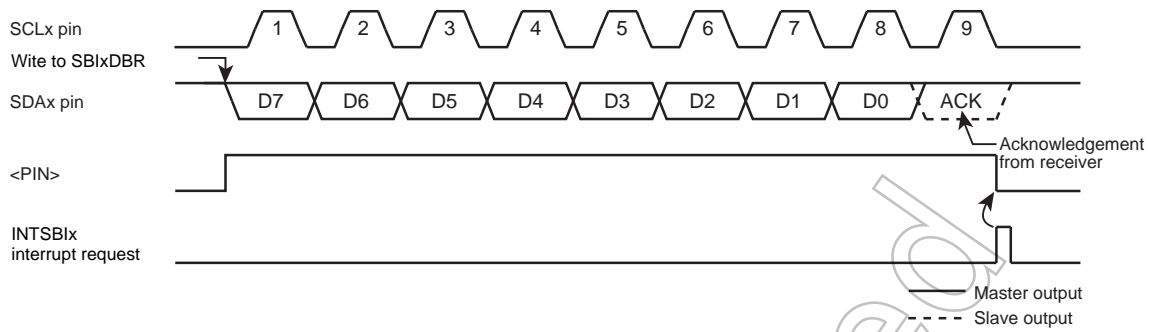 SCLx pin 1 2 3 4 5 6 7 8 9
Wite to SBIxDBR
SDAx pin D7 D6 D5 D4 D3 D2 D1 D0 ACK
Acknowledgement
from receiver
<PIN>
INTSBIx
interrupt request
Master output
Slave output